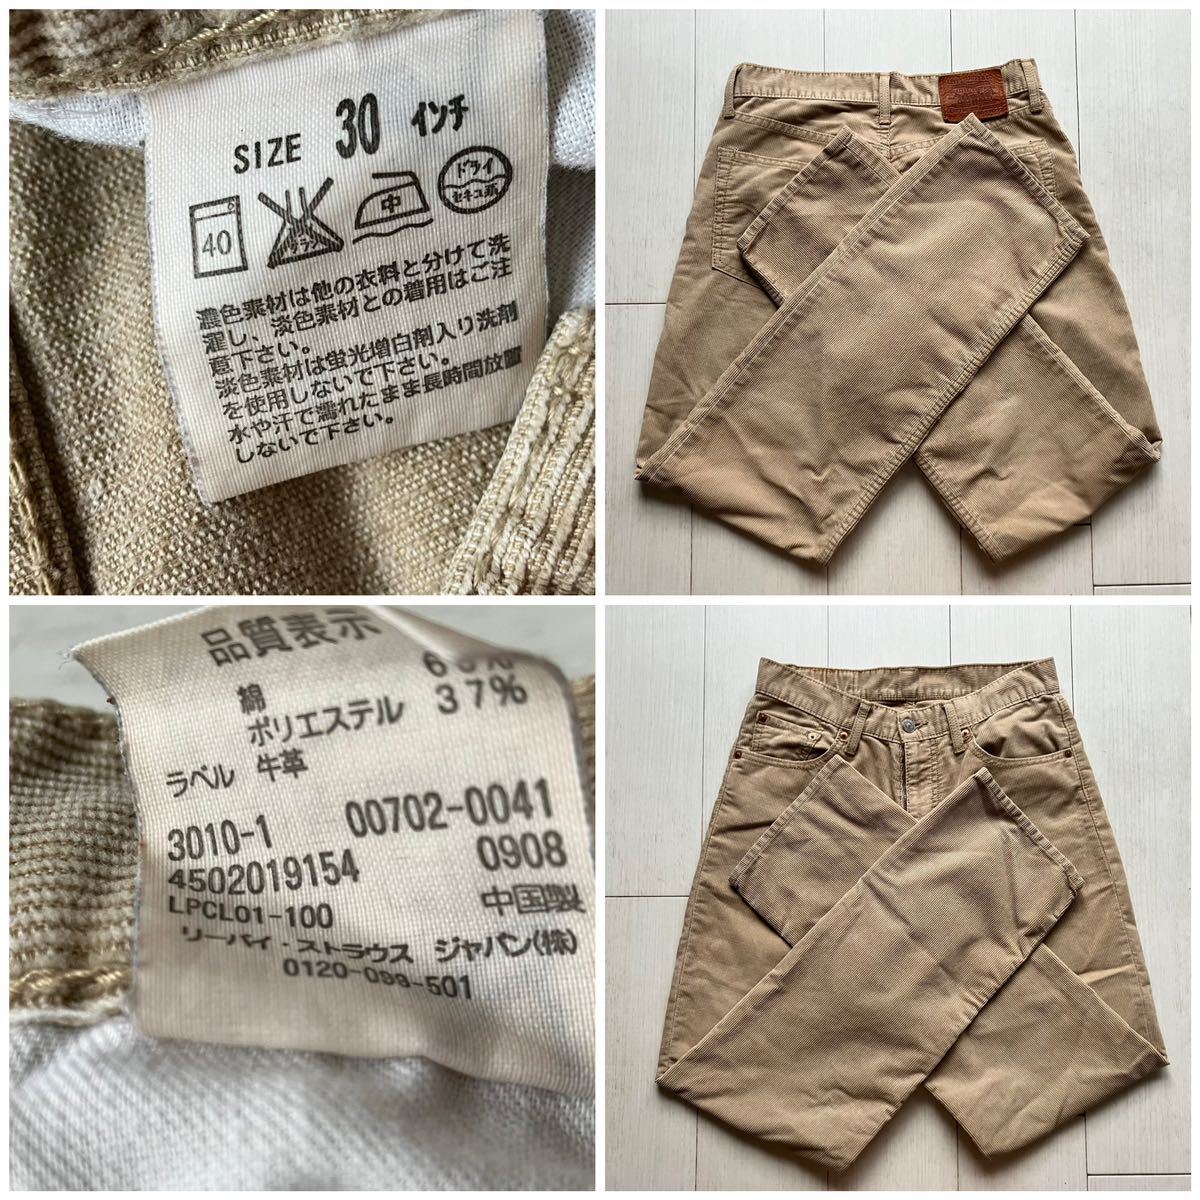 SIZE 30 インチ
40
中
ドライ
濃色素材は他の衣料と分けて洗
濯し、淡色素材との着用はご注
意下さい。
淡色素材は蛍光増白剤入り洗剤
を使用しないで下さい。
水や汗で濡れたまま長時間放置
しないで下さい。
品質表示
綿
ポリエステル 37%
ラベル 牛革
3010-1 00702-0041
4502019154 0908
LPCL01-100 中国製
リーバイ・ストラウス ジャパン(株)
0120-099-501